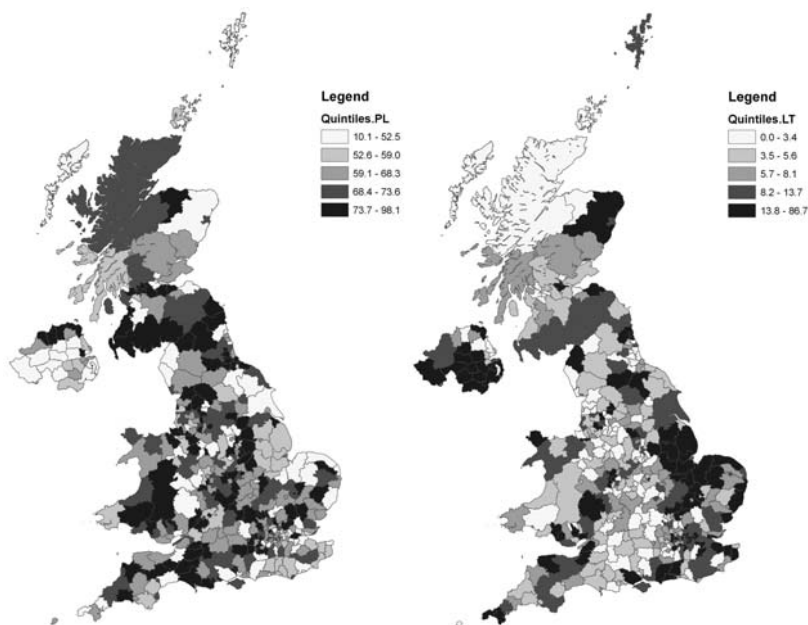 Legend
Quintiles.PL
10.1 - 52.5
52.6 - 59.0
59.1 - 68.3
68.4 - 73.6
73.7 - 98.1
Legend
Quintiles.LT
0.0 - 3.4
3.5 - 5.6
5.7 - 8.1
8.2 - 13.7
13.8 - 86.7